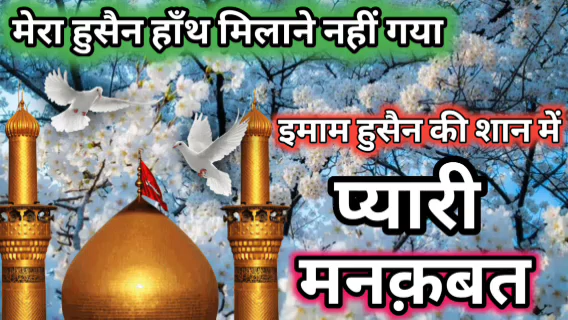 मेरा हुसैन हाँथ मिलाने नहीं गया
इमाम हुसैन की शान में
प्यारी
मनक़बत